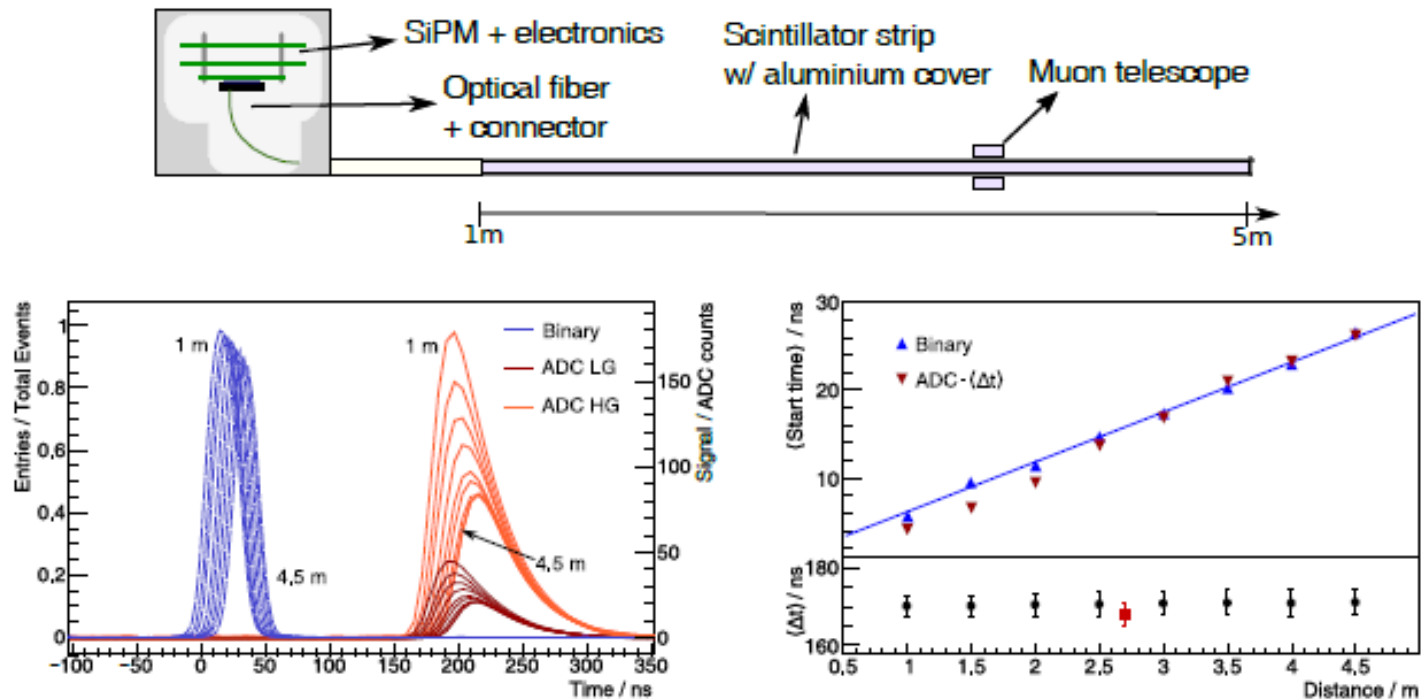 SiPM + electronics
Optical fiber
+ connector
Scintillator strip
w/ aluminium cover
Muon telescope
1m
5m
Entries / Total Events
1
0.8
0.6
0.4
0.2
0
1 m
4.5 m
1 m
4.5 m
Binary
ADC LG
ADC HG
150
100
50
0
Signal / ADC counts
−100 −50 0 50 100 150 200 250 300 350
Time / ns
⟨Start time⟩ / ns
30
20
10
Binary
ADC - ⟨Δt⟩
⟨Δt⟩ / ns
180
160
0.5 1 1.5 2 2.5 3 3.5 4 4.5
Distance / m